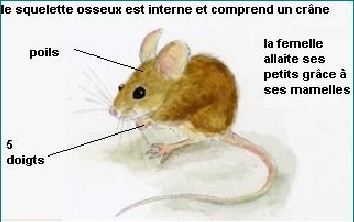 le squelette osseux est interne et comprend un crâne
poils
la femelle
allaite ses
petits grâce à
ses mamelles
5
doigts